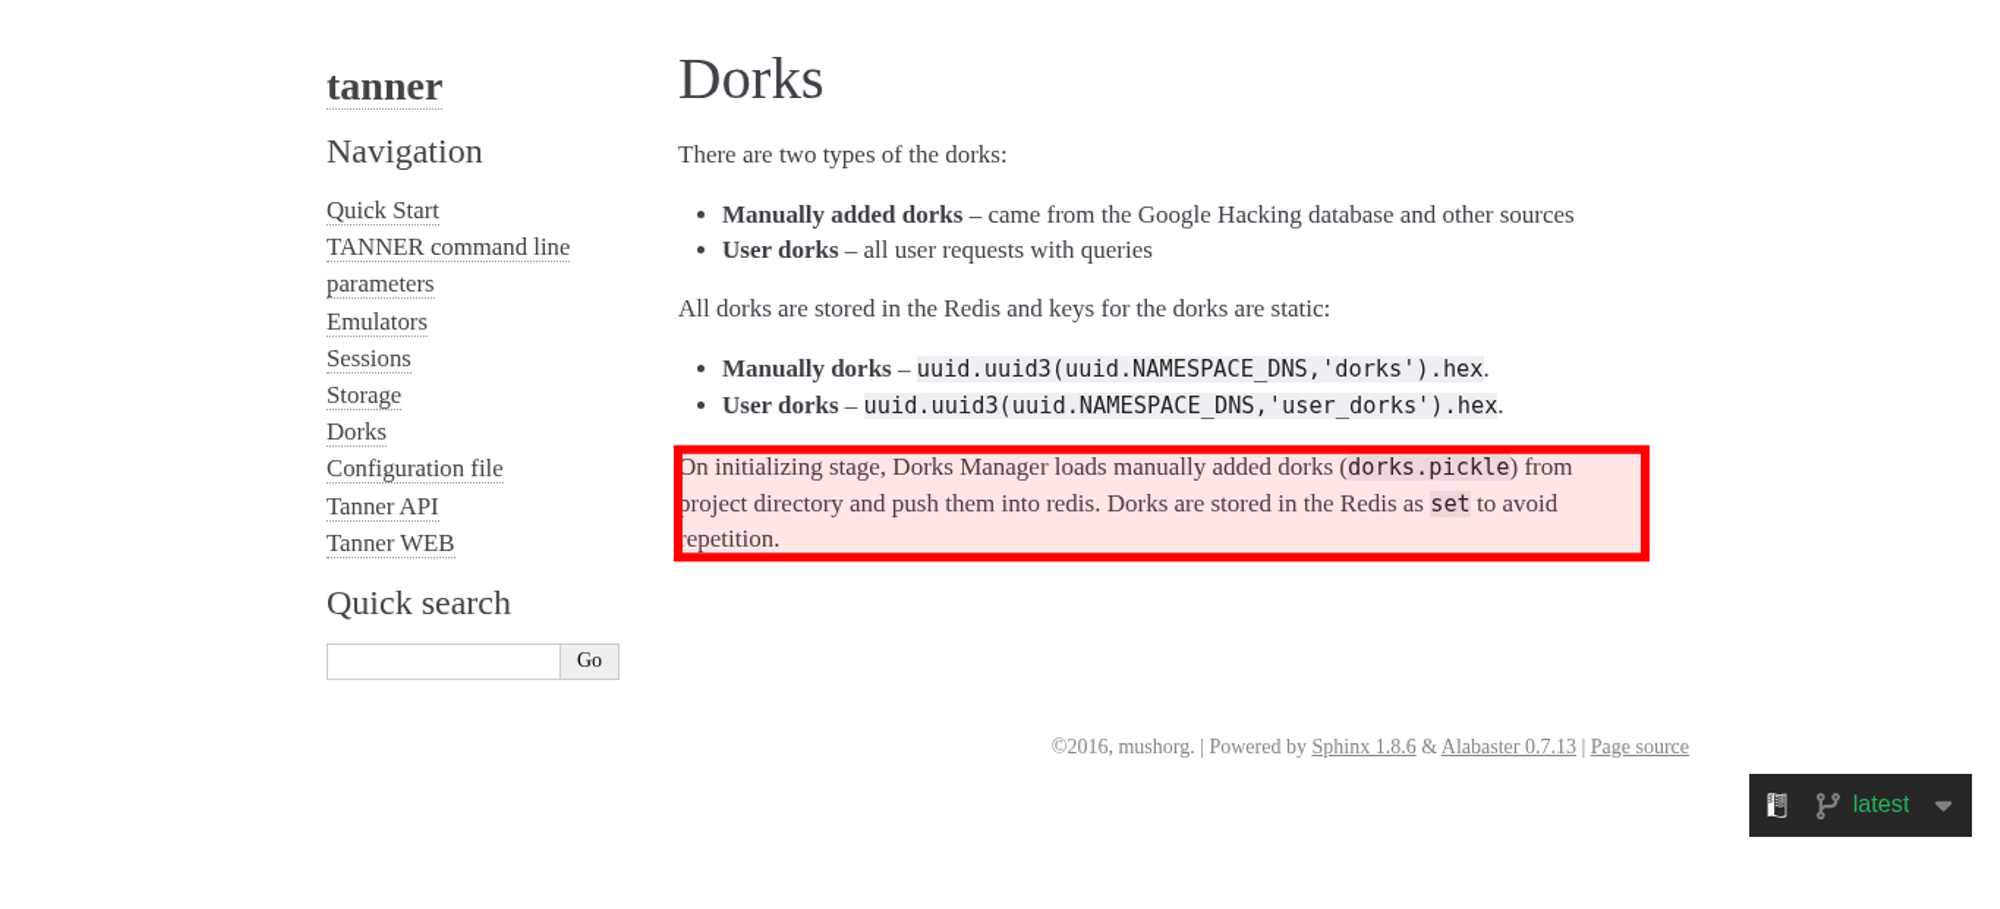 tanner
Navigation
Quick Start
TANNER command line
parameters
Emulators
Sessions
Storage
Dorks
Configuration file
Tanner API
Tanner WEB
Quick search
Go
Dorks
There are two types of the dorks:
• Manually added dorks – came from the Google Hacking database and other sources
• User dorks – all user requests with queries
All dorks are stored in the Redis and keys for the dorks are static:
• Manually dorks – uuid.uuid3(uuid.NAMESPACE_DNS,'dorks').hex.
• User dorks – uuid.uuid3(uuid.NAMESPACE_DNS,'user_dorks').hex.
On initializing stage, Dorks Manager loads manually added dorks (dorks.pickle) from
project directory and push them into redis. Dorks are stored in the Redis as set to avoid
repetition.
©2016, mushorg. | Powered by Sphinx 1.8.6 & Alabaster 0.7.13 | Page source
latest